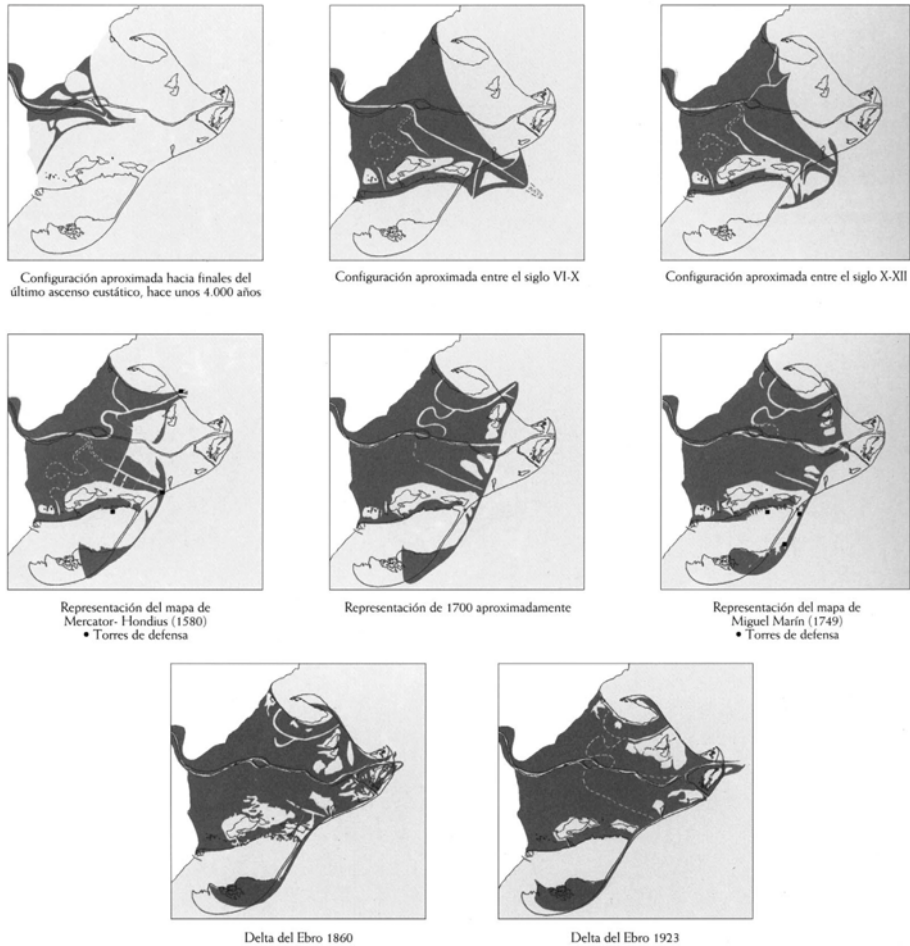 Configuración aproximada hacia finales del
último ascenso eustático, hace unos 4.000 años
Configuración aproximada entre el siglo VI-X
Configuración aproximada entre el siglo X-XII
Representación del mapa de
Mercator- Hondius (1580)
• Torres de defensa
Representación de 1700 aproximadamente
Representación del mapa de
Miguel Marín (1749)
• Torres de defensa
Delta del Ebro 1860
Delta del Ebro 1923